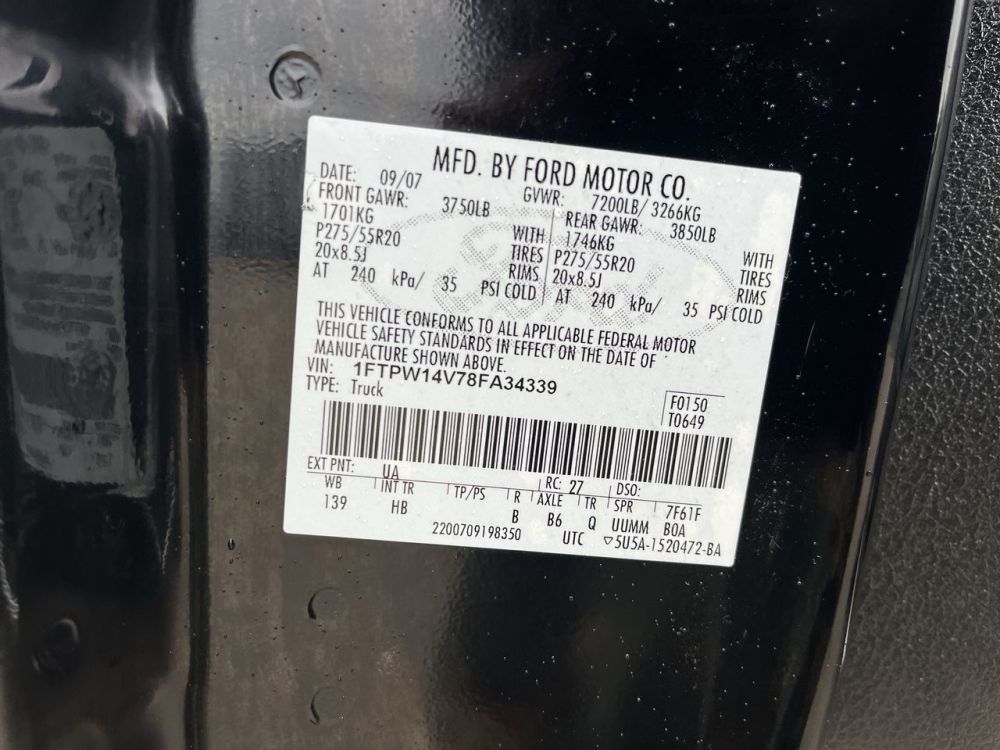 MFD. BY FORD MOTOR CO.
DATE: 09/07 GVWR: 7200LB/ 3266KG
FRONT GAWR: 3750LB REAR GAWR: 3850LB
1701KG WITH 1746KG WITH
P275/55R20 TIRES P275/55R20 TIRES
20x8.5J RIMS 20x8.5J RIMS
AT 240 kPa/ 35 PSI COLD AT 240 kPa/ 35 PSI COLD
THIS VEHICLE CONFORMS TO ALL APPLICABLE FEDERAL MOTOR
VEHICLE SAFETY STANDARDS IN EFFECT ON THE DATE OF
MANUFACTURE SHOWN ABOVE.
VIN: 1FTPW14V78FA34339
TYPE: Truck
F0150
T0649
EXT PNT: UA RC: 27 DSO:
WB INT TR TP/PS R AXLE TR SPR 7F61F
139 HB B B6 Q UUMM BOA
2200709198350 UTC ▽5U5A-1520472-BA